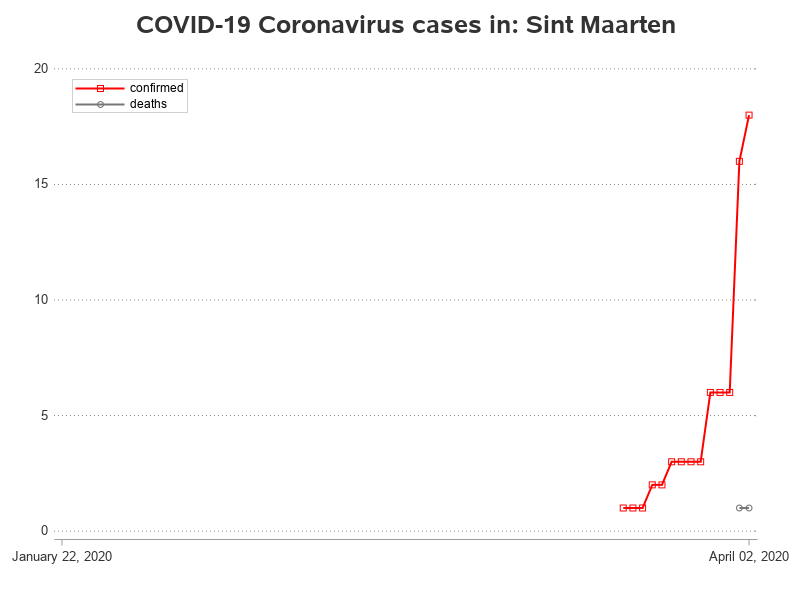 COVID-19 Coronavirus cases in: Sint Maarten
20
confirmed
deaths
15
10
5
0
January 22, 2020
April 02, 2020